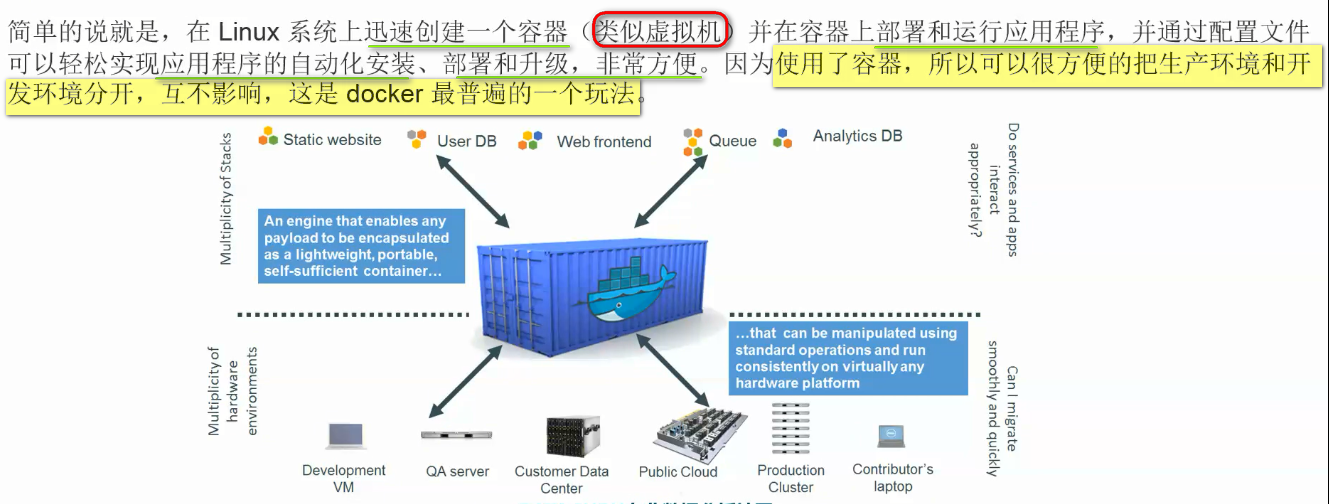 简单的说就是，在 Linux 系统上迅速创建一个容器（类似虚拟机）并在容器上部署和运行应用程序，并通过配置文件
可以轻松实现应用程序的自动化安装、部署和升级，非常方便。因为使用了容器，所以可以很方便的把生产环境和开
发环境分开，互不影响，这是 docker 最普遍的一个玩法。
Static website
User DB
Web frontend
Queue
Analytics DB
Multiplicity of Stacks
Do services and apps
interact
appropriately?
An engine that enables any
payload to be encapsulated
as a lightweight, portable,
self-sufficient container…
…that can be manipulated using
standard operations and run
consistently on virtually any
hardware platform
Multiplicity of
hardware
environments
Can I migrate
smoothly and quickly
Development
VM
QA server
Customer Data
Center
Public Cloud
Production
Cluster
Contributor's
laptop